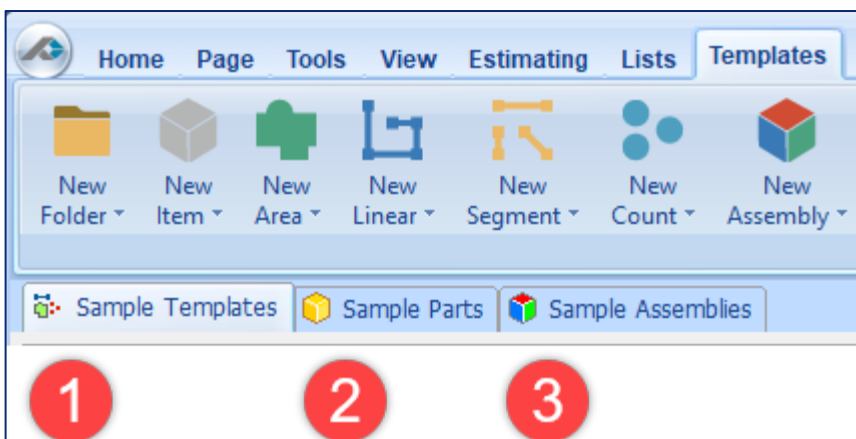 Home Page Tools View Estimating Lists Templates
New New New New New New New
Folder Item Area Linear Segment Count Assembly
Sample Templates Sample Parts Sample Assemblies
1 2 3